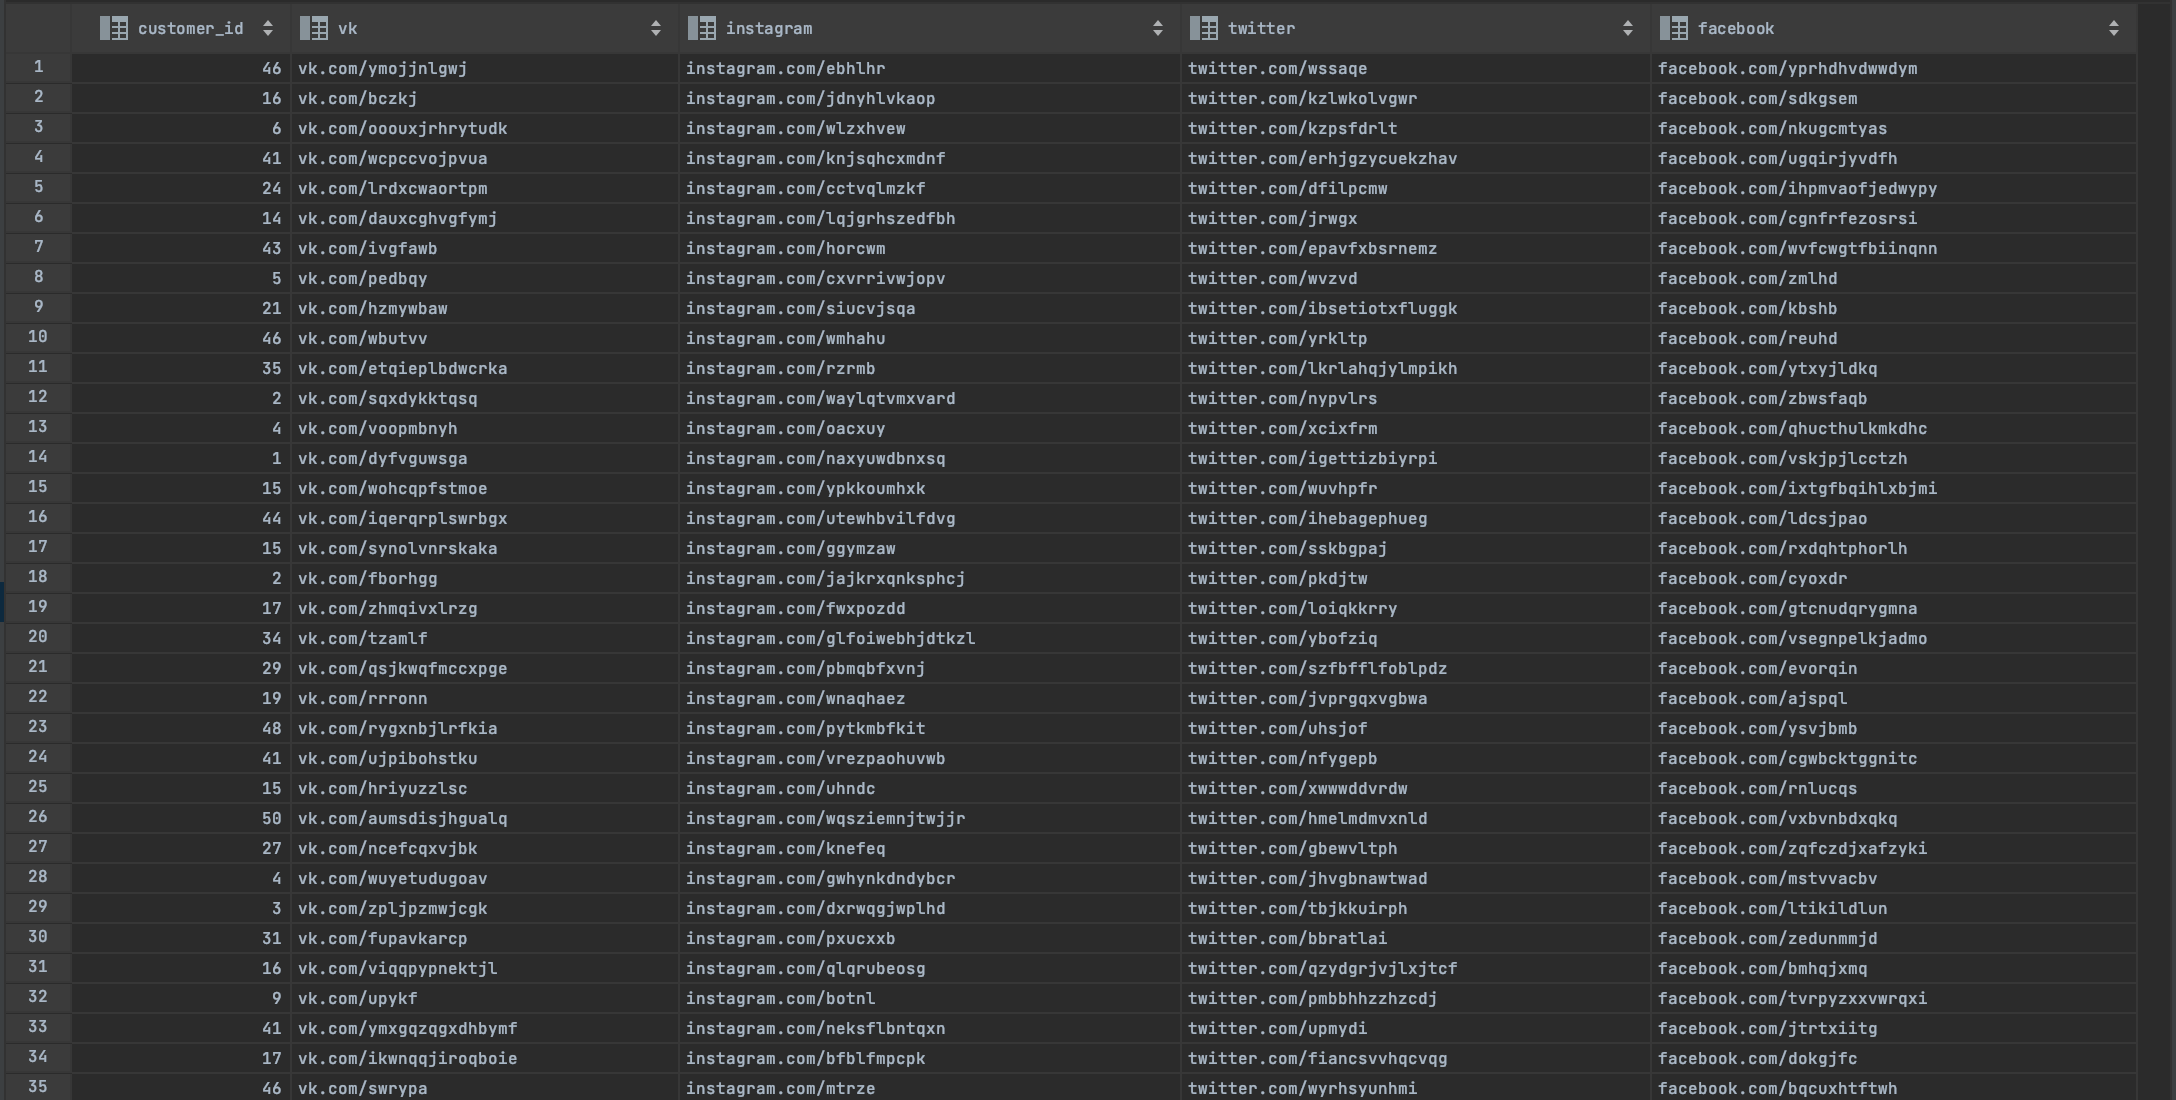 customer_id vk instagram twitter facebook
1 46 vk.com/ymojjnlgwj instagram.com/ebhlhr twitter.com/wssaqe facebook.com/yprhdhvdwwdym
2 16 vk.com/bczkj instagram.com/jdnyhlvkaop twitter.com/kzlwkolvgwr facebook.com/sdkgsem
3 6 vk.com/ooouxjrhrytudk instagram.com/wlzxhvew twitter.com/kzpsfdrlt facebook.com/nkugcmtyas
4 41 vk.com/wcpccvojpvua instagram.com/knjsqhcxmdnf twitter.com/erhjgzycuekzhav facebook.com/ugqirjyvdfh
5 24 vk.com/lrdxcwaortpm instagram.com/cctvqlmzkf twitter.com/dfilpcmw facebook.com/ihpmvaofjedwypy
6 14 vk.com/dauxcghvgfymj instagram.com/lqjgrhszedfbh twitter.com/jrwgx facebook.com/cgnfrfezosrsi
7 43 vk.com/ivgfawb instagram.com/horcwm twitter.com/epavfxbsrnemz facebook.com/wvfcwgtfbiinqnn
8 5 vk.com/pedbqy instagram.com/cxvrrivwjopv twitter.com/wvzvd facebook.com/zmlhd
9 21 vk.com/hzmywbaw instagram.com/siucvjsqa twitter.com/ibsetiotxfluggk facebook.com/kbshb
10 46 vk.com/wbutvv instagram.com/wmhahu twitter.com/yrkltp facebook.com/reuhd
11 35 vk.com/etqieplbdwcrka instagram.com/rzrmb twitter.com/lkrlahqjylmpikh facebook.com/ytxyjldkq
12 2 vk.com/sqxdykktqsq instagram.com/waylqtvmxvard twitter.com/nypvlrs facebook.com/zbwsfaqb
13 4 vk.com/voopmbnyh instagram.com/oacxuy twitter.com/xcixfrm facebook.com/qhucthulkmkdhc
14 1 vk.com/dyfvguwsga instagram.com/naxyuwdbnxsq twitter.com/igettizbiyrpi facebook.com/vskjpjlcctzh
15 15 vk.com/wohcqpfstmoe instagram.com/ypkkoumhxk twitter.com/wuvhpfr facebook.com/ixtgfbqihlxbjmi
16 44 vk.com/iqerqrplswrbgx instagram.com/utewhbvilfdvg twitter.com/ihebagephueg facebook.com/ldcsjpao
17 15 vk.com/synolvnrskaka instagram.com/ggymzaw twitter.com/sskbgpaj facebook.com/rxdqhtphorlh
18 2 vk.com/fborhgg instagram.com/jajkrxqnksphcj twitter.com/pkdjtw facebook.com/cyoxdr
19 17 vk.com/zhmqivxlrzg instagram.com/fwxpozdd twitter.com/loiqkkrry facebook.com/gtcnudqrygmna
20 34 vk.com/tzamlf instagram.com/glfoiwebhjdtkzl twitter.com/ybofziq facebook.com/vsegnpelkjadmo
21 29 vk.com/qsjkwqfmccxpge instagram.com/pbmqbfxvnj twitter.com/szfbfflfoblpdz facebook.com/evorqin
22 19 vk.com/rrronn instagram.com/wnaqhaez twitter.com/jvprgqxvgbwa facebook.com/ajspql
23 48 vk.com/rygxnbjlrfkia instagram.com/pytkmbfkit twitter.com/uhsjof facebook.com/ysvjbmb
24 41 vk.com/ujpibohstku instagram.com/vrezpaohuvwb twitter.com/nfygepb facebook.com/cgwbcktggnitc
25 15 vk.com/hriyuzzlsc instagram.com/uhndc twitter.com/xwwwddvrdw facebook.com/rnlucqs
26 50 vk.com/aumsdisjhgualq instagram.com/wqsziemnjtwjjr twitter.com/hmelmdmvxnld facebook.com/vxbvnbdxqkq
27 27 vk.com/ncefcqxvjbk instagram.com/knefeq twitter.com/gbewvltph facebook.com/zqfczdjxafzyki
28 4 vk.com/wuyetudugoav instagram.com/gwhynkdndybcr twitter.com/jhvgbnawtwad facebook.com/mstvvacbv
29 3 vk.com/zpljpzmwjcgk instagram.com/dxrwqgjwplhd twitter.com/tbjkkuirph facebook.com/ltikildlun
30 31 vk.com/fupavkarcp instagram.com/pxucxxb twitter.com/bbratlai facebook.com/zedunmmjd
31 16 vk.com/viqqpypnektjl instagram.com/qlqrubeosg twitter.com/qzydgrjvjlxjtcf facebook.com/bmhqjxmq
32 9 vk.com/upykf instagram.com/botnl twitter.com/pmbbhhzzhzcdj facebook.com/tvrpyzxxvwrqxi
33 41 vk.com/ymxgqzqgxdhbymf instagram.com/neksflbntqxn twitter.com/upmydi facebook.com/jtrtxiitg
34 17 vk.com/ikwnqqjiroqboie instagram.com/bfblfmpcpk twitter.com/fiancsvvhqcvqg facebook.com/dokgjfc
35 46 vk.com/swrypa instagram.com/mtrze twitter.com/wyrhsyunhmi facebook.com/bqcuxhtftwh